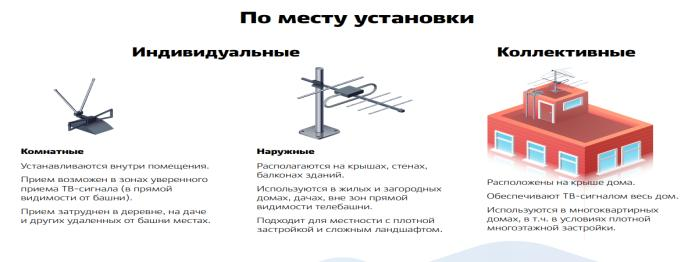 По месту установки
Индивидуальные
Коллективные
Комнатные
Устанавливаются внутри помещения.
Прием возможен в зонах уверенного
приема ТВ-сигнала (в прямой
видимости от башни).
Прием затруднен в деревне, на даче
и других удаленных от башни местах.
Наружные
Располагаются на крышах, стенах,
балконах зданий.
Используются в жилых и загородных
домах, дачах, вне зон прямой
видимости телебашни.
Подходит для местности с плотной
застройкой и сложным ландшафтом.
Расположены на крыше дома.
Обеспечивают ТВ-сигналом весь дом.
Используются в многоквартирных
домах, в т.ч. в условиях плотной
многоэтажной застройки.